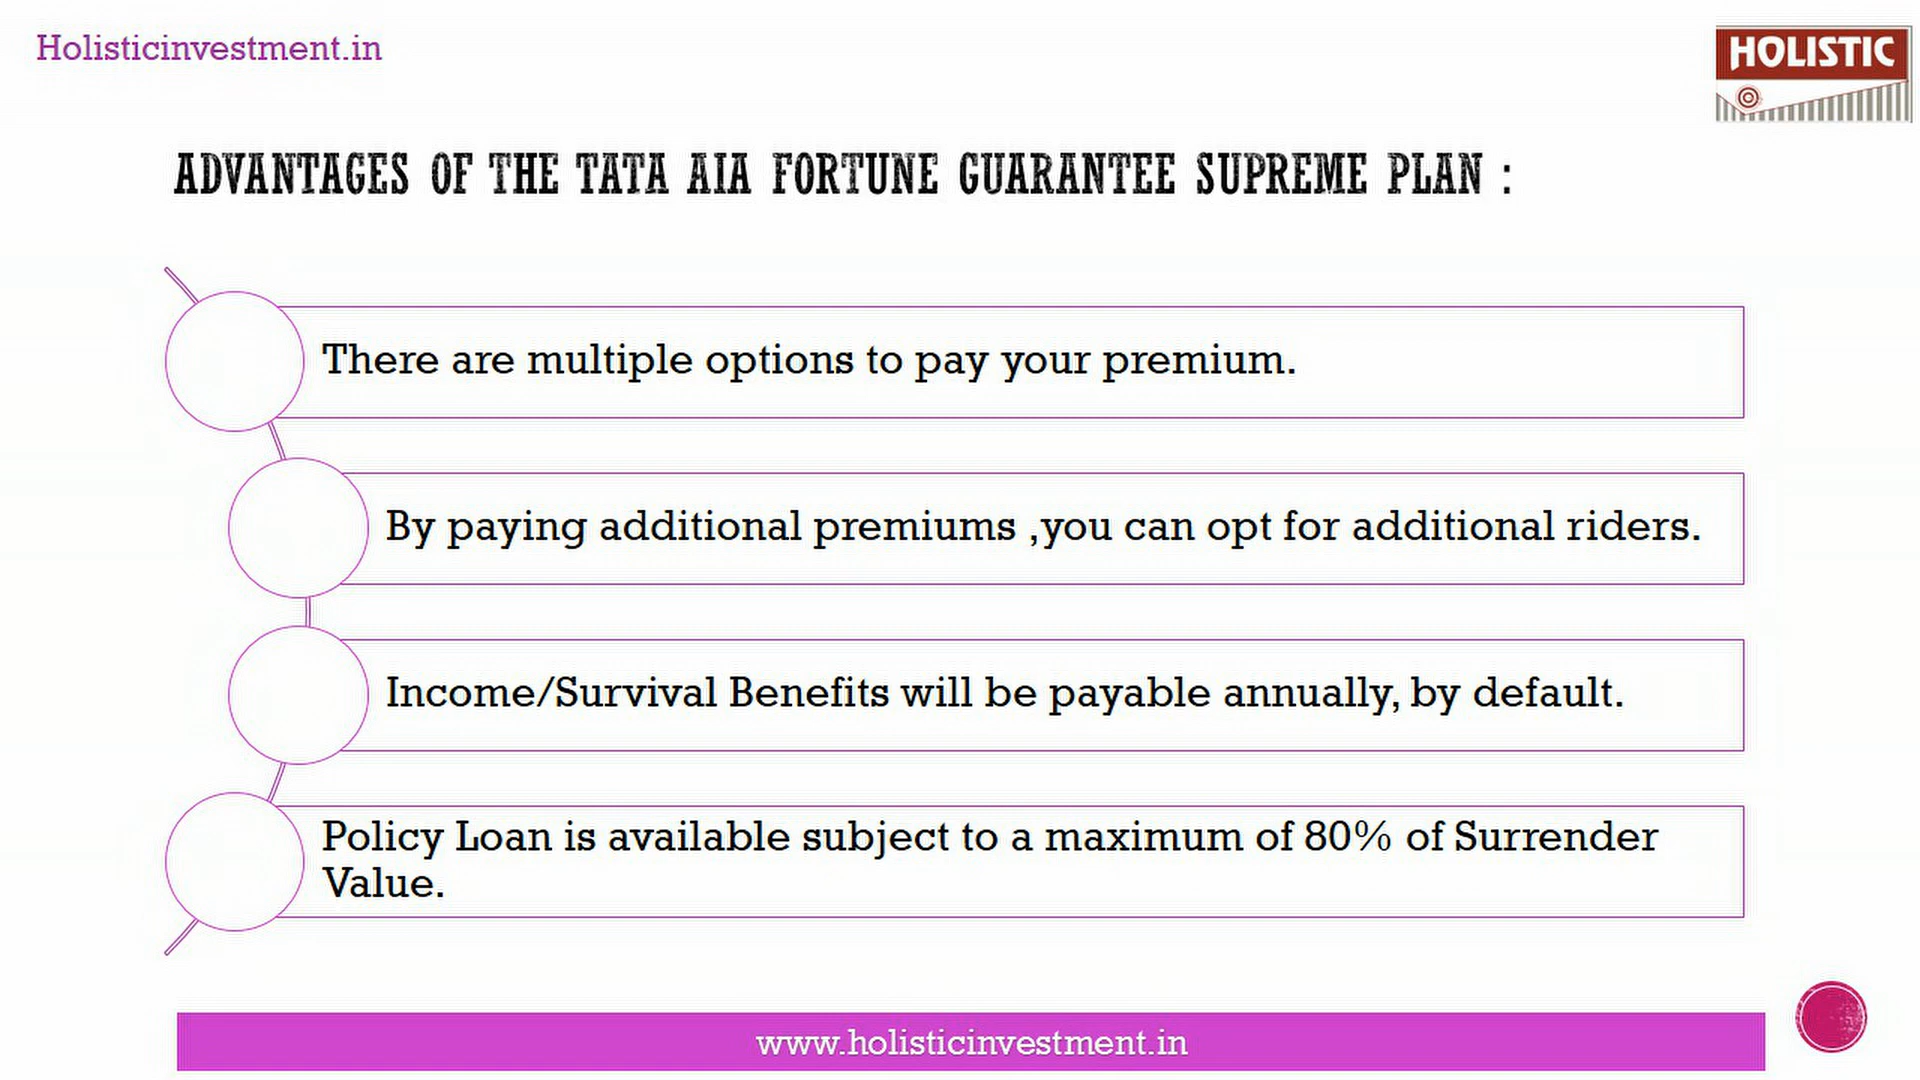 Holisticinvestment.in
HOLISTIC
ADVANTAGES OF THE TATA AIA FORTUNE GUARANTEE SUPREME PLAN :
There are multiple options to pay your premium.
By paying additional premiums ,you can opt for additional riders.
Income/Survival Benefits will be payable annually, by default.
Policy Loan is available subject to a maximum of 80% of Surrender
Value.
www.holisticinvestment.in